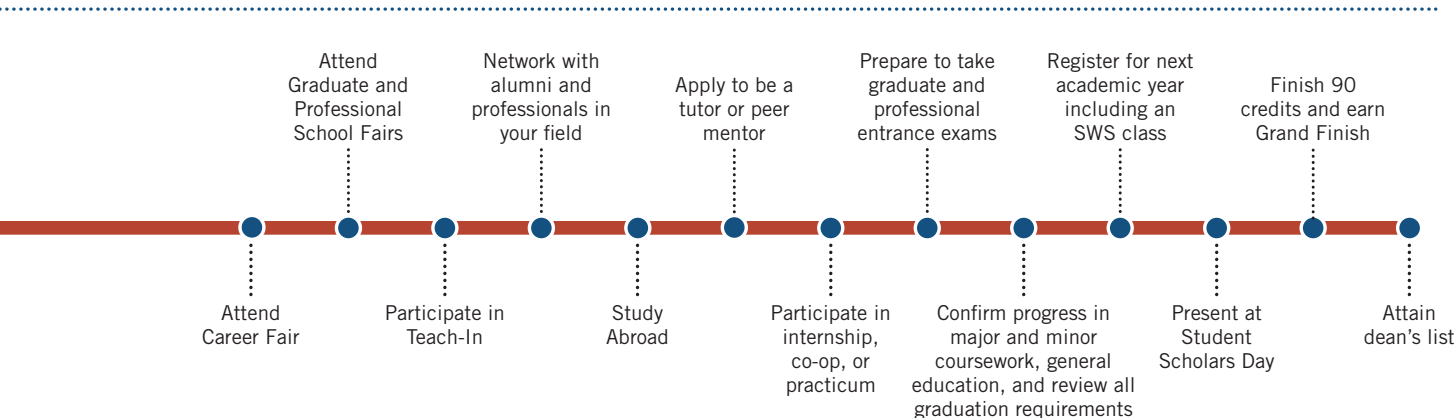 Attend
Graduate and
Professional
School Fairs
Network with
alumni and
professionals in
your field
Apply to be a
tutor or peer
mentor
Prepare to take
graduate and
professional
entrance exams
Register for next
academic year
including an
SWS class
Finish 90
credits and earn
Grand Finish
Attend
Career Fair
Participate in
Teach-In
Study
Abroad
Participate in
internship,
co-op, or
practicum
Confirm progress in
major and minor
coursework, general
education, and review all
graduation requirements
Present at
Student
Scholars Day
Attain
dean’s list